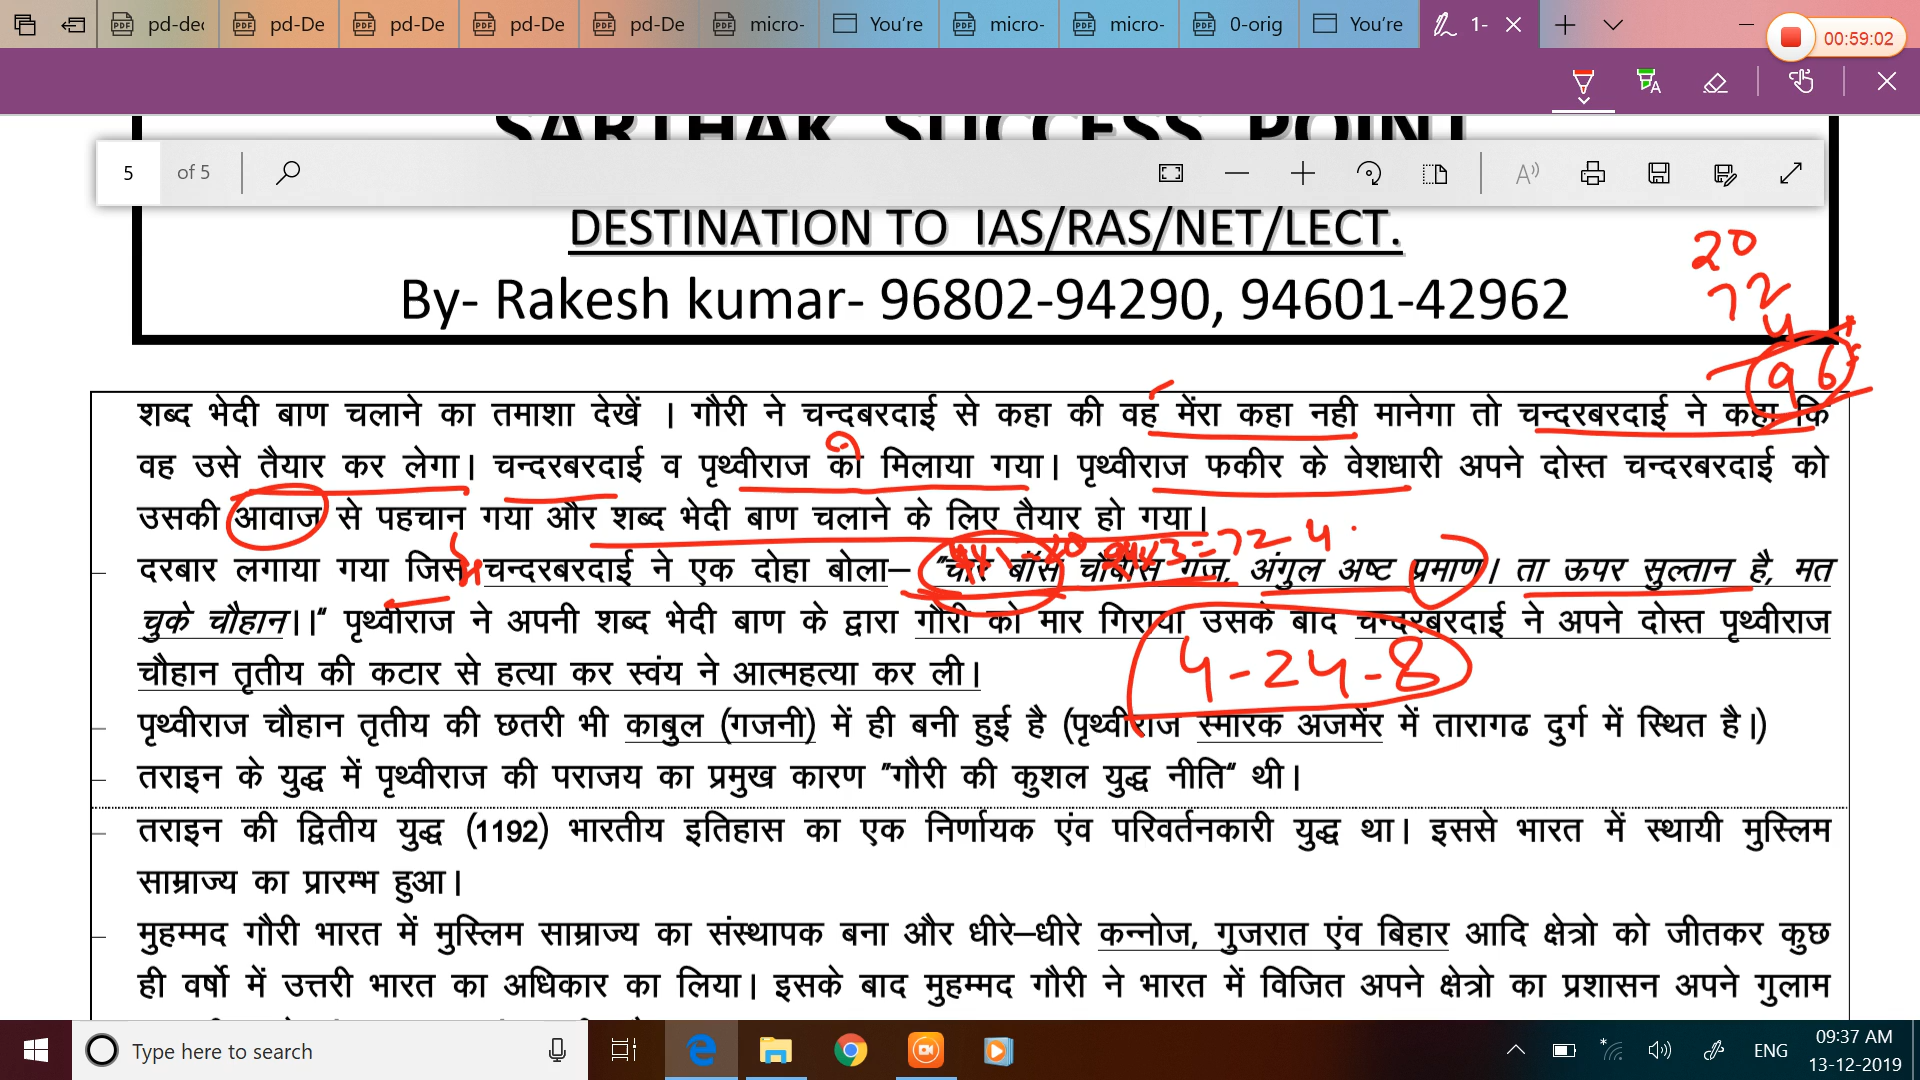 pd-dec pd-De pd-De pd-De pd-De micro- You're micro- micro- 0-orig You're 1-
00:59:02
SARTHAK SUCCESS POINT
5 of 5
DESTINATION TO IAS/RAS/NET/LECT.
By- Rakesh kumar- 96802-94290, 94601-42962
20
72
4
96
शब्द भेदी बाण चलाने का तमाशा देखें । गौरी ने चन्दबरदाई से कहा की वह मेंरा कहा नही मानेगा तो चन्दरबरदाई ने कहा कि
वह उसे तैयार कर लेगा। चन्दरबरदाई व पृथ्वीराज को मिलाया गया। पृथ्वीराज फकीर के वेशधारी अपने दोस्त चन्दरबरदाई को
उसकी आवाज से पहचान गया और शब्द भेदी बाण चलाने के लिए तैयार हो गया।
3=72 4
दरबार लगाया गया जिस चन्दरबरदाई ने एक दोहा बोला– "चार बॉस चौबीस गज, अंगुल अष्ट प्रमाण। ता ऊपर सुल्तान है, मत
चुके चौहान।।" पृथ्वीराज ने अपनी शब्द भेदी बाण के द्वारा गौरी को मार गिराया उसके बाद चन्दरबरदाई ने अपने दोस्त पृथ्वीराज
4-24-8
चौहान तृतीय की कटार से हत्या कर स्वंय ने आत्महत्या कर ली।
पृथ्वीराज चौहान तृतीय की छतरी भी काबुल (गजनी) में ही बनी हुई है (पृथ्वीराज स्मारक अजमेंर में तारागढ दुर्ग में स्थित है।)
तराइन के युद्ध में पृथ्वीराज की पराजय का प्रमुख कारण "गौरी की कुशल युद्ध नीति" थी।
तराइन की द्वितीय युद्ध (1192) भारतीय इतिहास का एक निर्णायक एंव परिवर्तनकारी युद्ध था। इससे भारत में स्थायी मुस्लिम
साम्राज्य का प्रारम्भ हुआ।
मुहम्मद गौरी भारत में मुस्लिम साम्राज्य का संस्थापक बना और धीरे–धीरे कन्नोज, गुजरात एंव बिहार आदि क्षेत्रो को जीतकर कुछ
ही वर्षो में उत्तरी भारत का अधिकार का लिया। इसके बाद मुहम्मद गौरी ने भारत में विजित अपने क्षेत्रो का प्रशासन अपने गुलाम
Type here to search
ENG
09:37 AM
13-12-2019